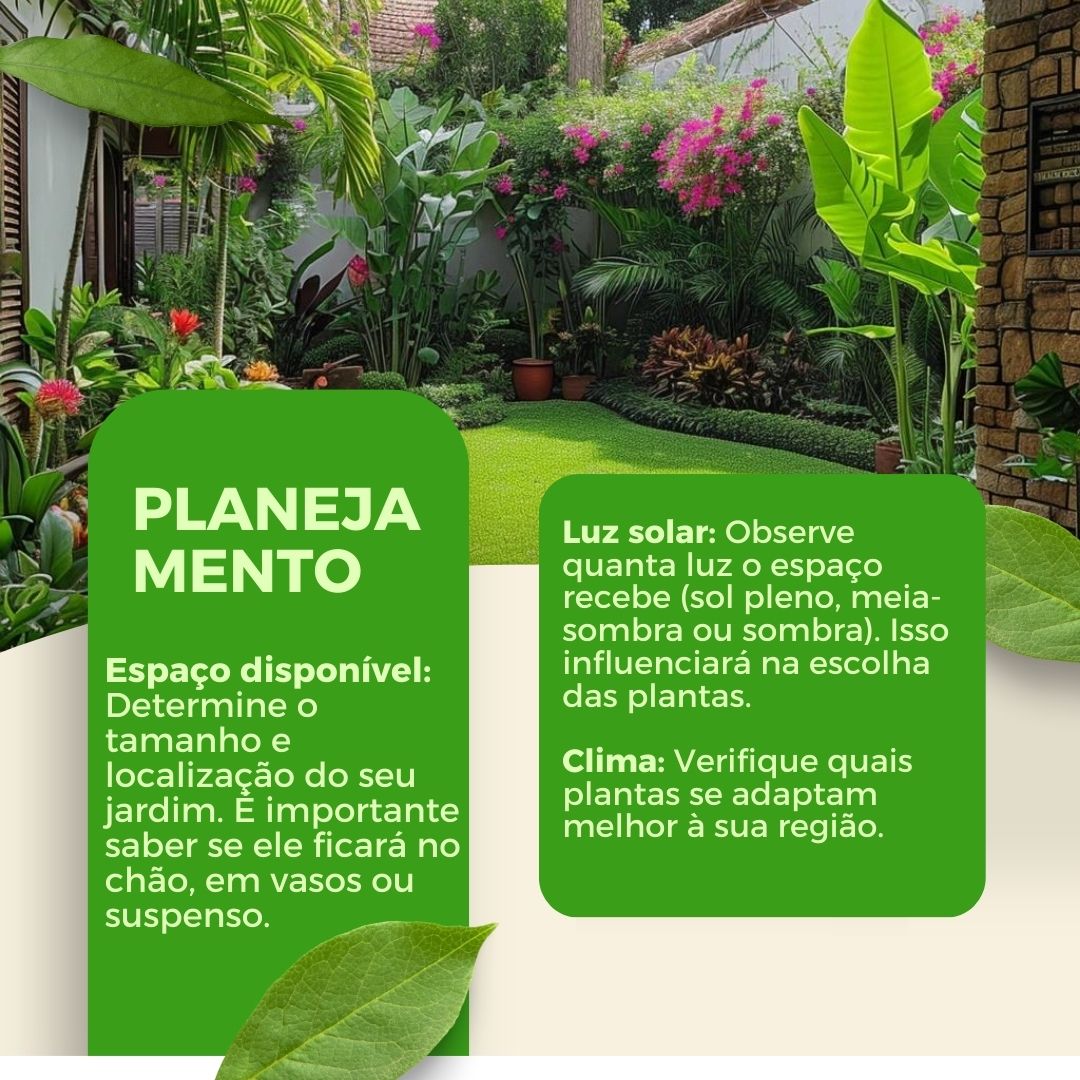 PLANEJA
MENTO
Espaço disponível:
Determine o
tamanho e
localização do seu
jardim. É importante
saber se ele ficará no
chão, em vasos ou
suspenso.
Luz solar: Observe
quanta luz o espaço
recebe (sol pleno, meia-
sombra ou sombra). Isso
influenciará na escolha
das plantas.
Clima: Verifique quais
plantas se adaptam
melhor à sua região.